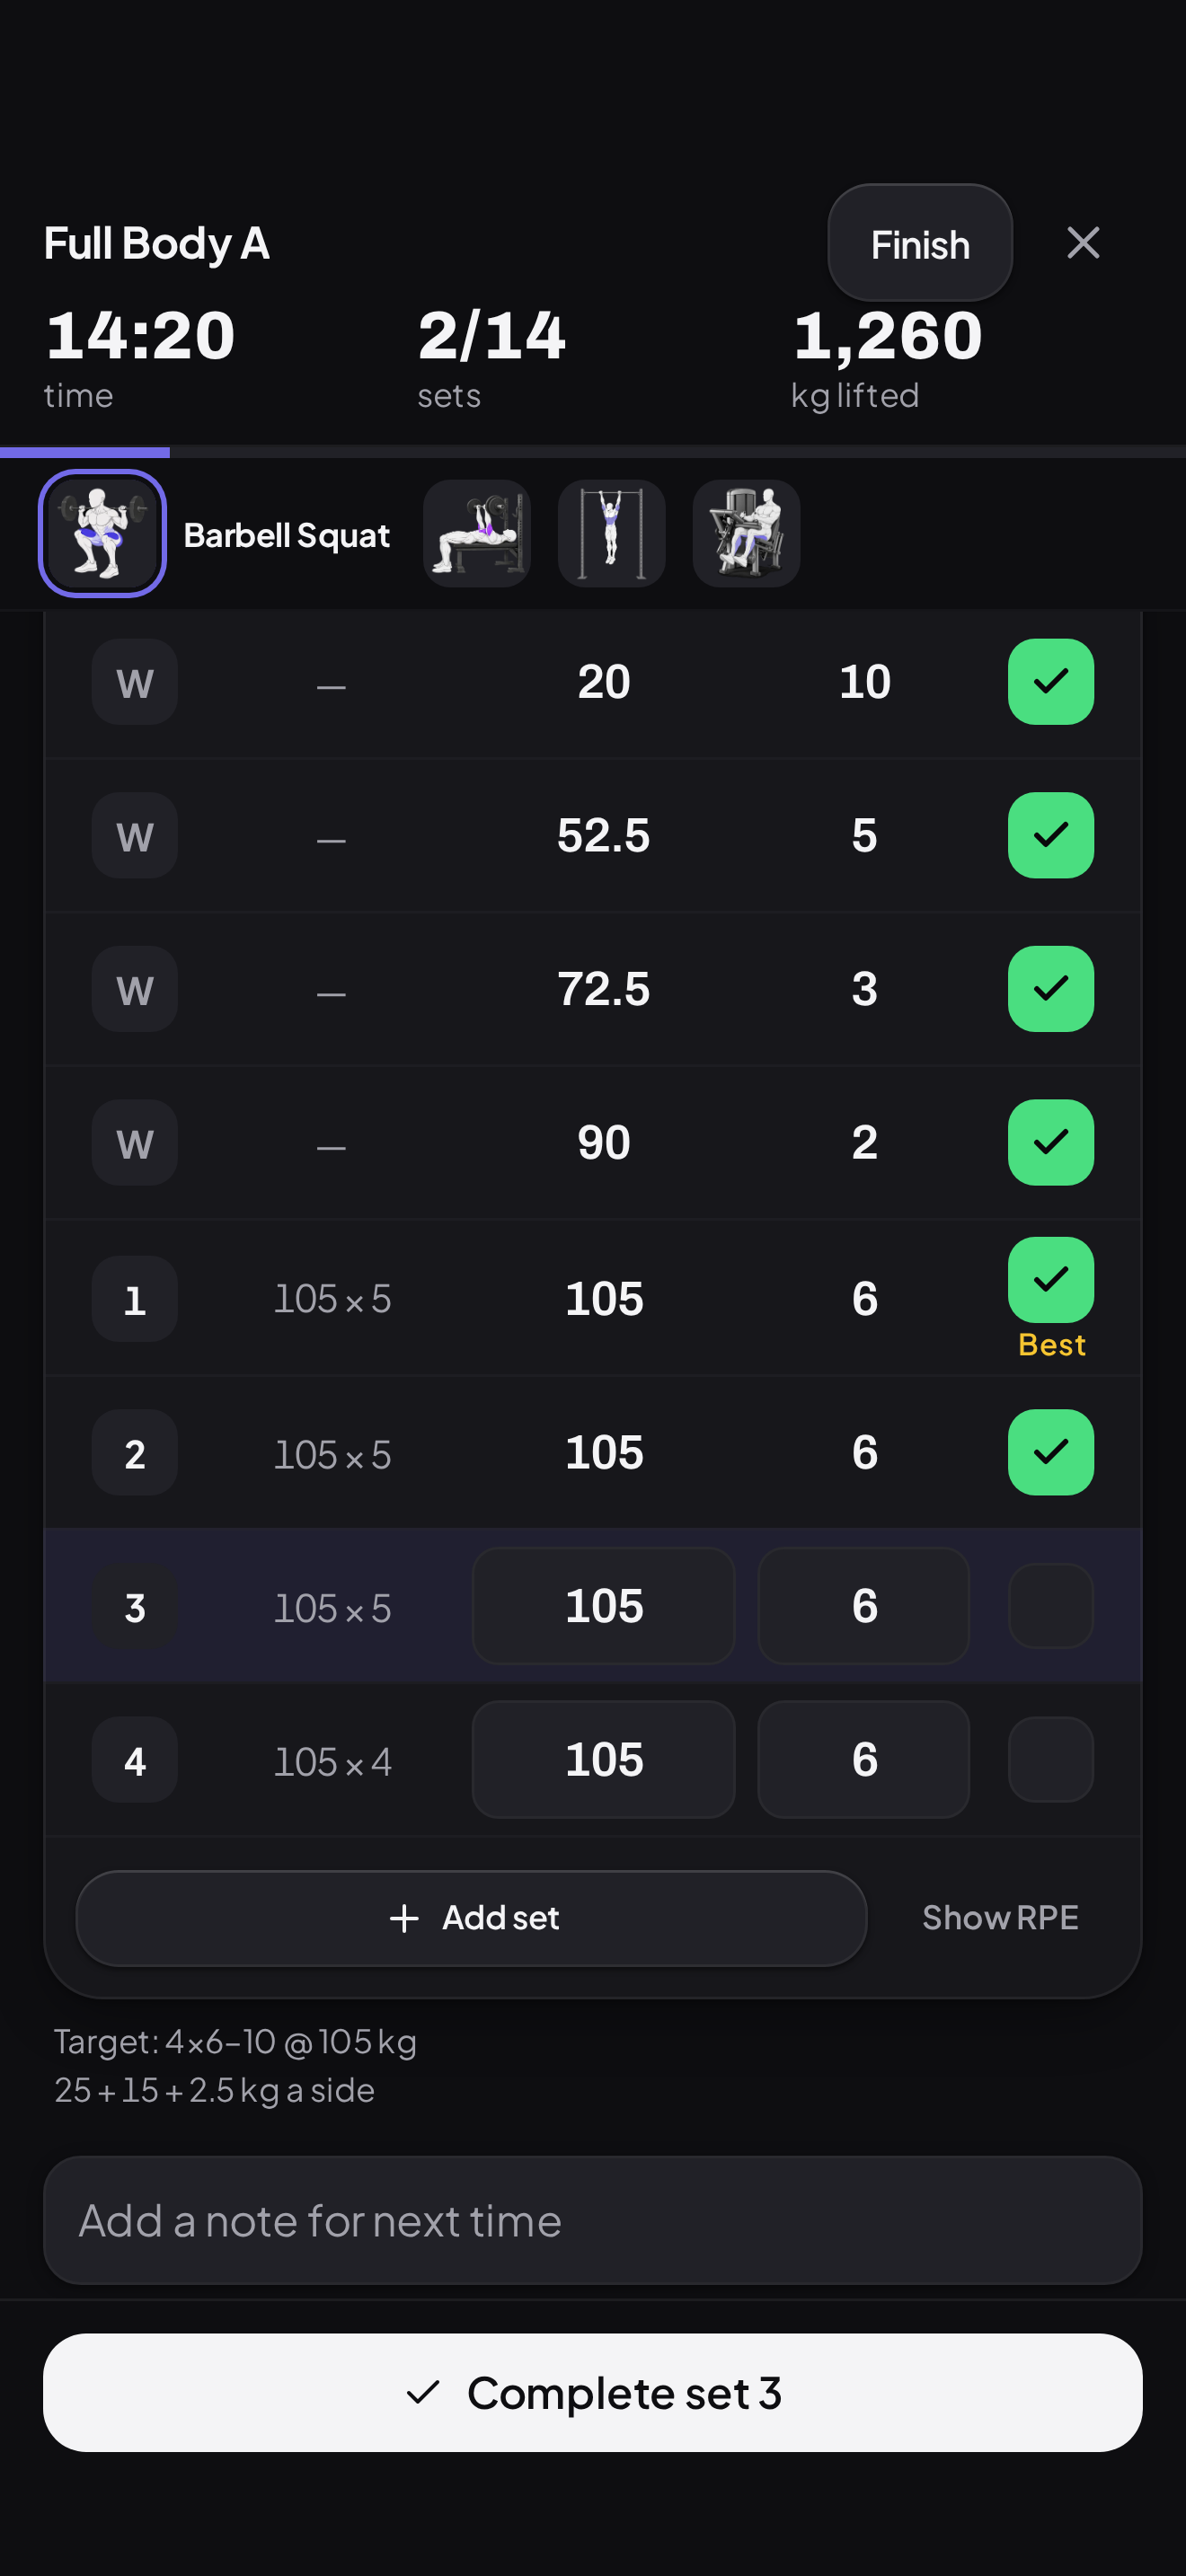 Full Body A
Finish
14:20 2/14 1,260
time sets kg lifted
Barbell Squat
W — 20 10
W — 52.5 5
W — 72.5 3
W — 90 2
1 105 × 5 105 6
Best
2 105 × 5 105 6
3 105 × 5 105 6
4 105 × 4 105 6
+ Add set Show RPE
Target: 4×6–10 @ 105 kg
25 + 15 + 2.5 kg a side
Add a note for next time
Complete set 3